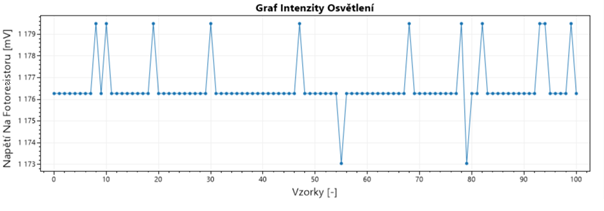 Graf Intenzity Osvětlení
Napětí Na Fotoresistoru [mV]
1 179
1 178
1 177
1 176
1 175
1 174
1 173
0 10 20 30 40 50 60 70 80 90 100
Vzorky [-]